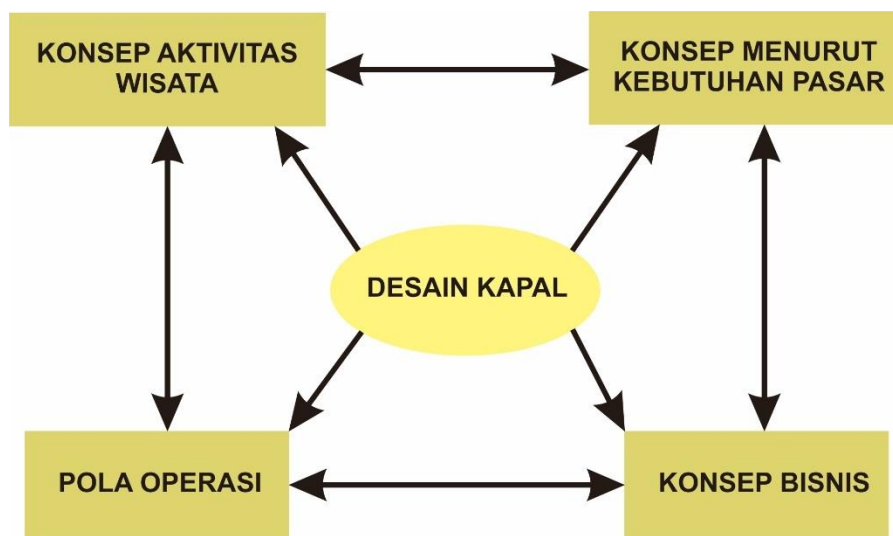 KONSEP AKTIVITAS
WISATA
KONSEP MENURUT
KEBUTUHAN PASAR
DESAIN KAPAL
POLA OPERASI
KONSEP BISNIS